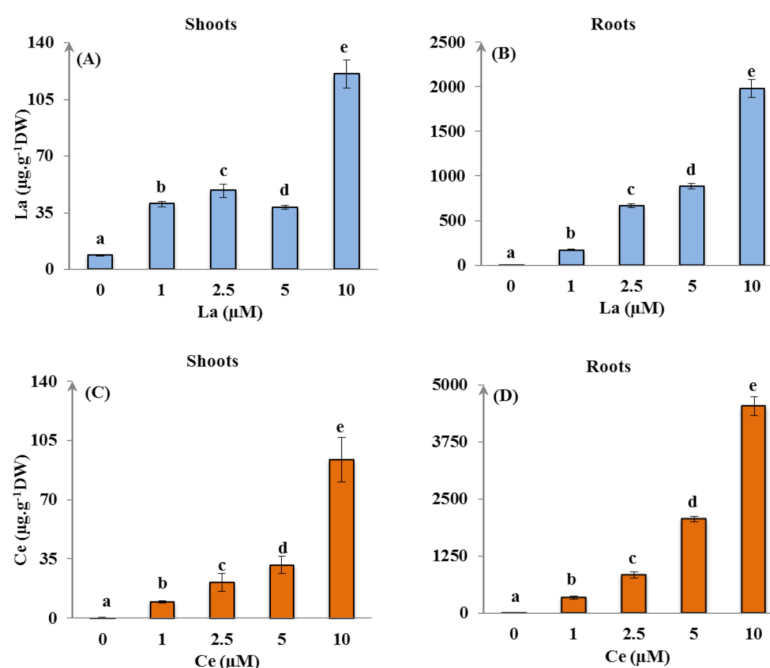 Shoots
(A)
La (µg.g⁻¹DW)
140
105
70
35
0
a
b
c
d
e
0 1 2.5 5 10
La (µM)
Roots
(B)
2500
2000
1500
1000
500
0
a
b
c
d
e
0 1 2.5 5 10
La (µM)
Shoots
(C)
Ce (µg.g⁻¹DW)
140
105
70
35
0
a
b
c
d
e
0 1 2.5 5 10
Ce (µM)
Roots
(D)
5000
3750
2500
1250
0
a
b
c
d
e
0 1 2.5 5 10
Ce (µM)